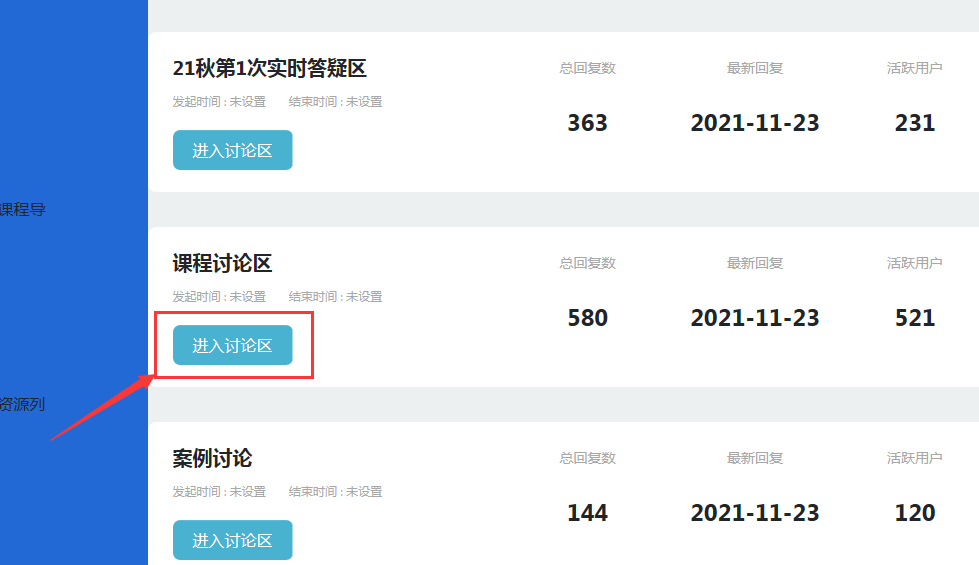 21秋第1次实时答疑区
总回复数
最新回复
活跃用户
发起时间 : 未设置
结束时间 : 未设置
363
2021-11-23
231
进入讨论区
课程导
课程讨论区
总回复数
最新回复
活跃用户
发起时间 : 未设置
结束时间 : 未设置
580
2021-11-23
521
进入讨论区
资源列
案例讨论
总回复数
最新回复
活跃用户
发起时间 : 未设置
结束时间 : 未设置
144
2021-11-23
120
进入讨论区